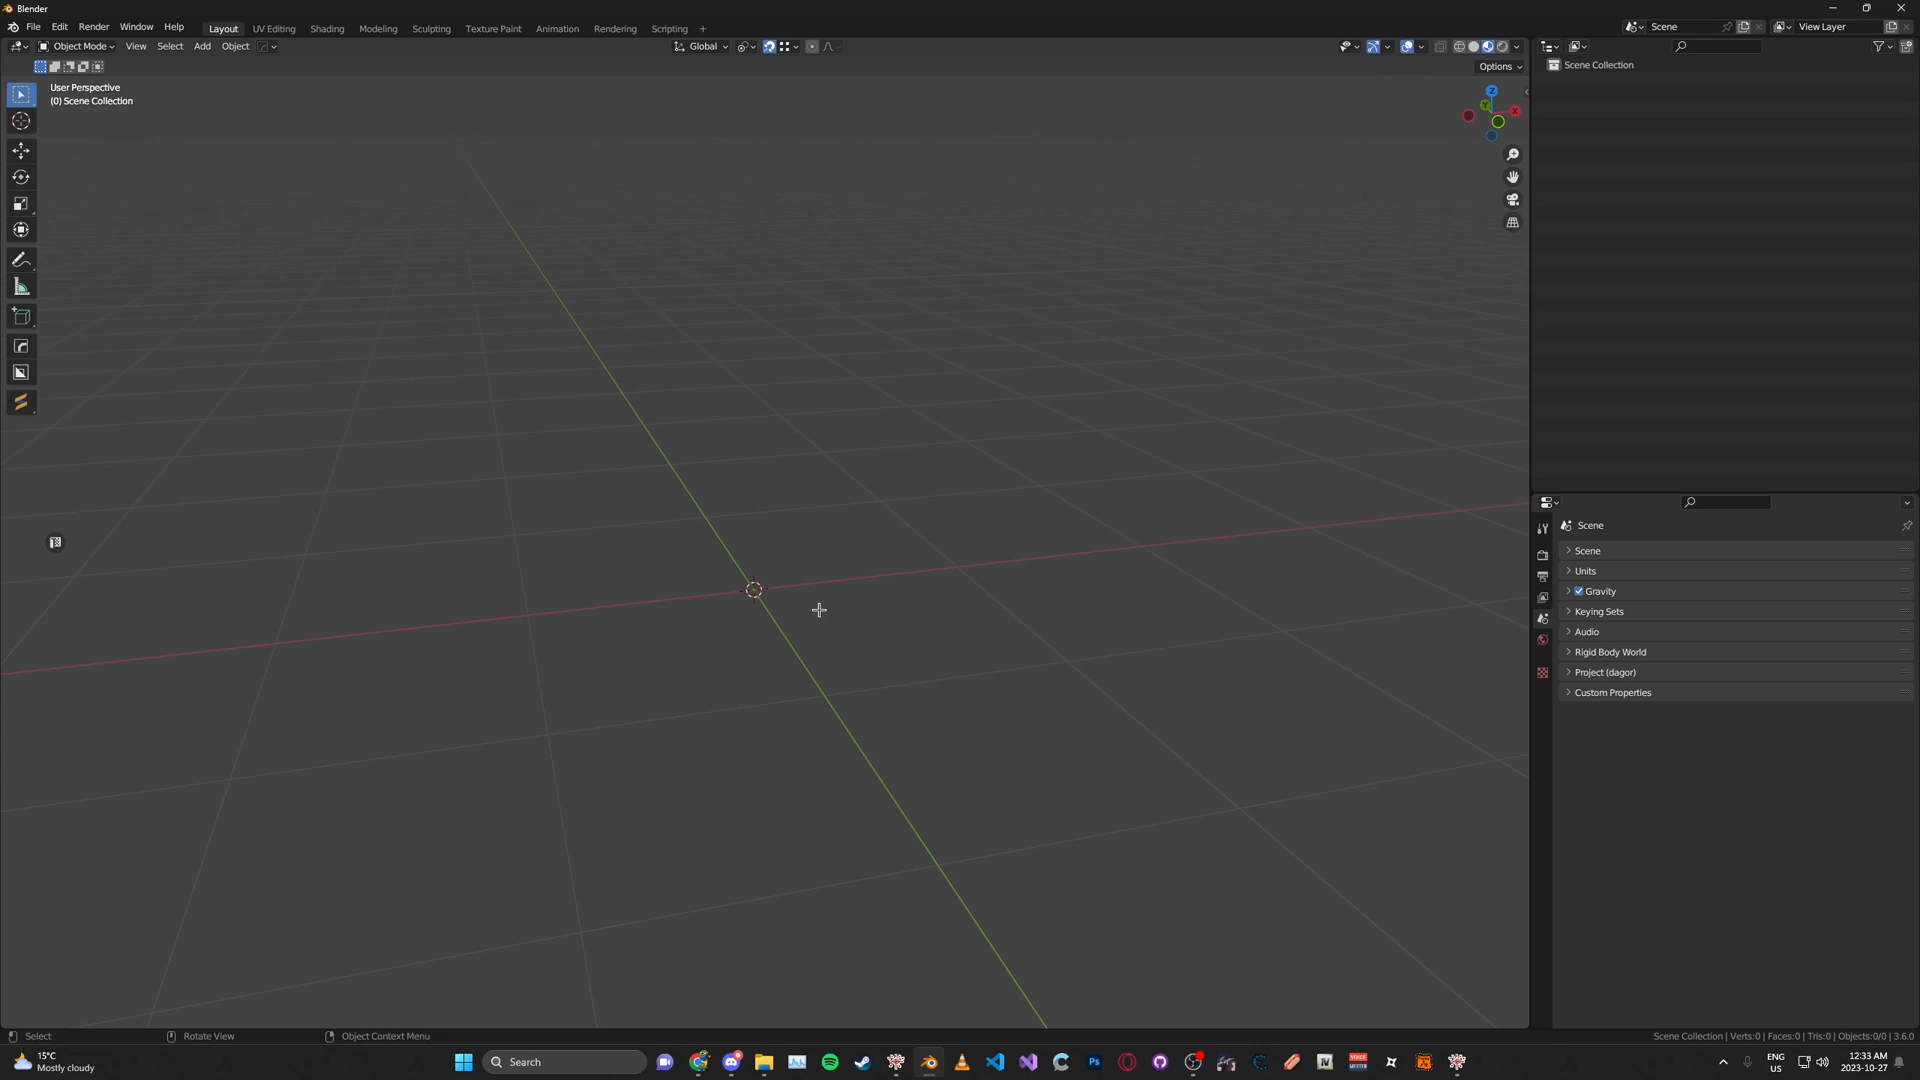 Blender
File Edit Render Window Help
Layout UV Editing Shading Modeling Sculpting Texture Paint Animation Rendering Scripting +
Scene
View Layer
Object Mode View Select Add Object
Global
Options
User Perspective
(0) Scene Collection
Z
Y
X
Scene Collection
Scene
Scene
Units
Gravity
Keying Sets
Audio
Rigid Body World
Project (dagor)
Custom Properties
Select
Rotate View
Object Context Menu
Scene Collection | Verts:0 | Faces:0 | Tris:0 | Objects:0/0 | 3.6.0
15°C
Mostly cloudy
Search
Ps
IV
ENG
US
12:33 AM
2023-10-27